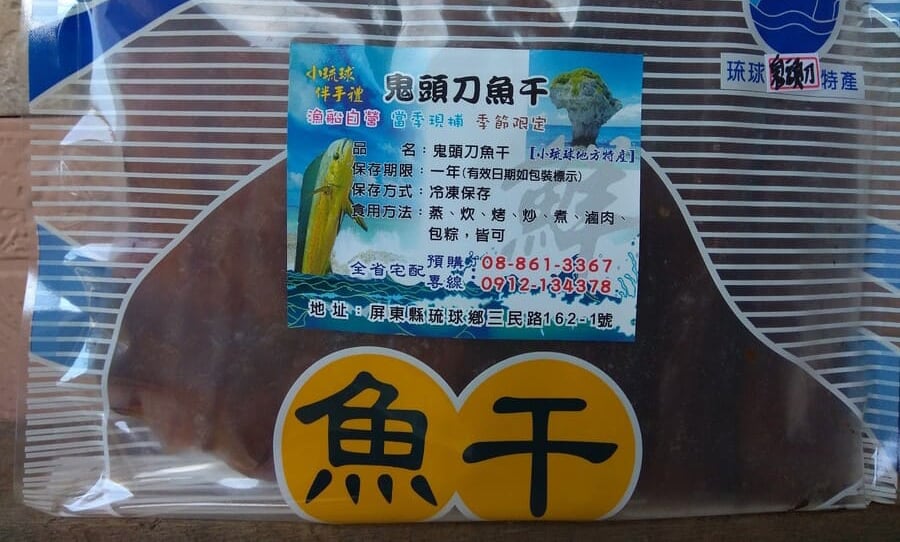 小琉球
伴手禮
鬼頭刀魚干
漁船自營 當季現捕 季節限定
品 名：鬼頭刀魚干 【小琉球地方特產】
保存期限：一年(有效日期如包裝標示)
保存方式：冷凍保存
食用方法：蒸、炊、烤、炒、煮、滷肉、
包粽，皆可
鮮
全省宅配 預購 08-861-3367
專線：0912-134378
地址：屏東縣琉球鄉三民路162-1號
琉球鬼頭刀特產
魚干